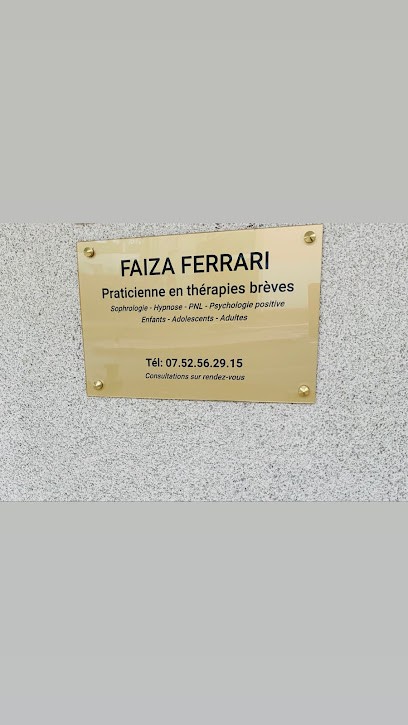 FAIZA FERRARI
Praticienne en thérapies brèves
Sophrologie - Hypnose - PNL - Psychologie positive
Enfants - Adolescents - Adultes
Tél: 07.52.56.29.15
Consultations sur rendez-vous